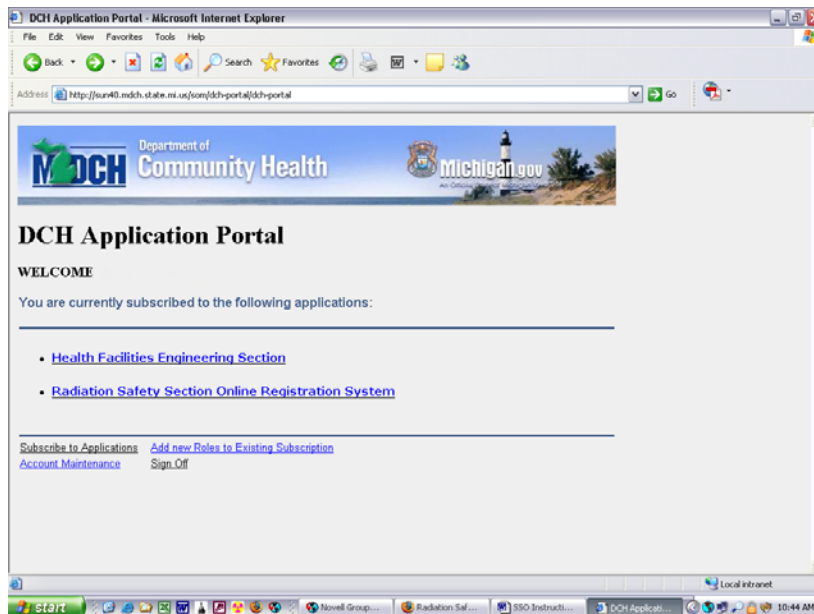 DCH Application Portal - Microsoft Internet Explorer
File Edit View Favorites Tools Help
Back Search Favorites
Address http://sun40.mdch.state.mi.us/som/dch-portal/dch-portal Go
MDCH Department of Community Health Michigan.gov
DCH Application Portal
WELCOME
You are currently subscribed to the following applications:
Health Facilities Engineering Section
Radiation Safety Section Online Registration System
Subscribe to Applications Add new Roles to Existing Subscription
Account Maintenance Sign Off
Local intranet
start Novell Group... Radiation Saf... SSO Instructi... DCH Applicati... 10:44 AM